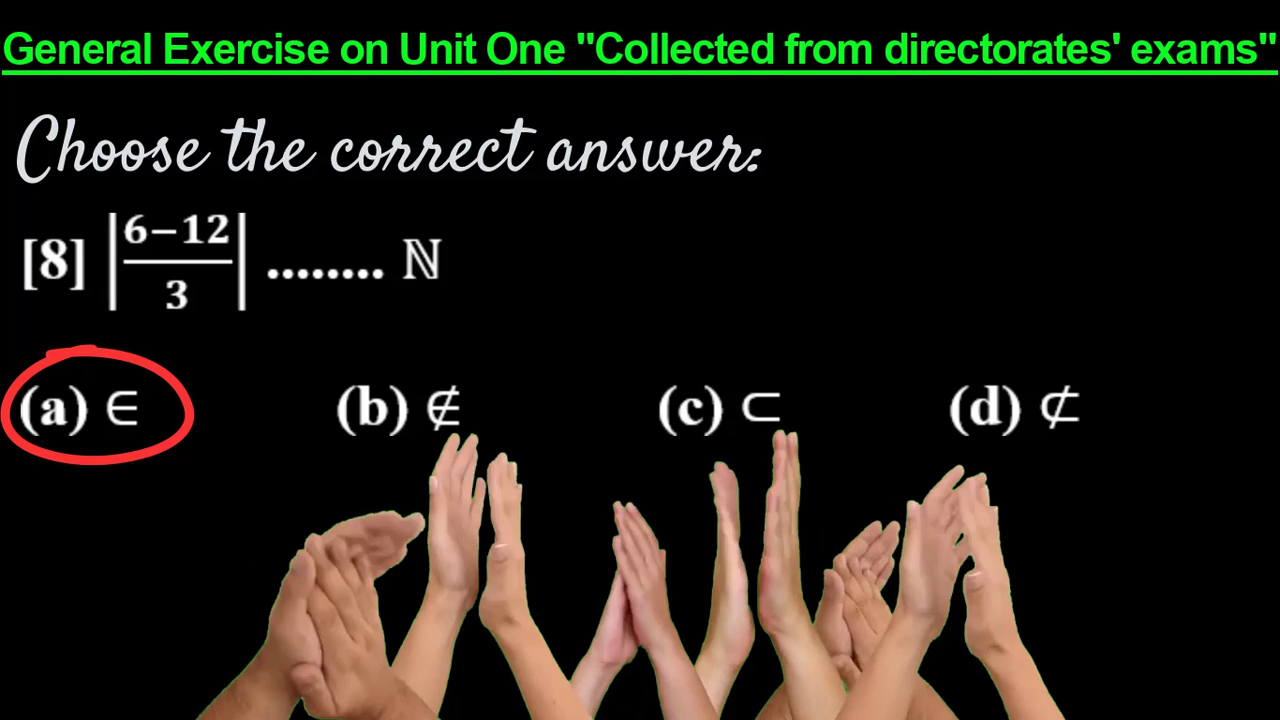 General Exercise on Unit One "Collected from directorates' exams"
Choose the correct answer:
[8] |6−12/3| ........ ℕ
(a) ∈ (b) ∉ (c) ⊂ (d) ⊄